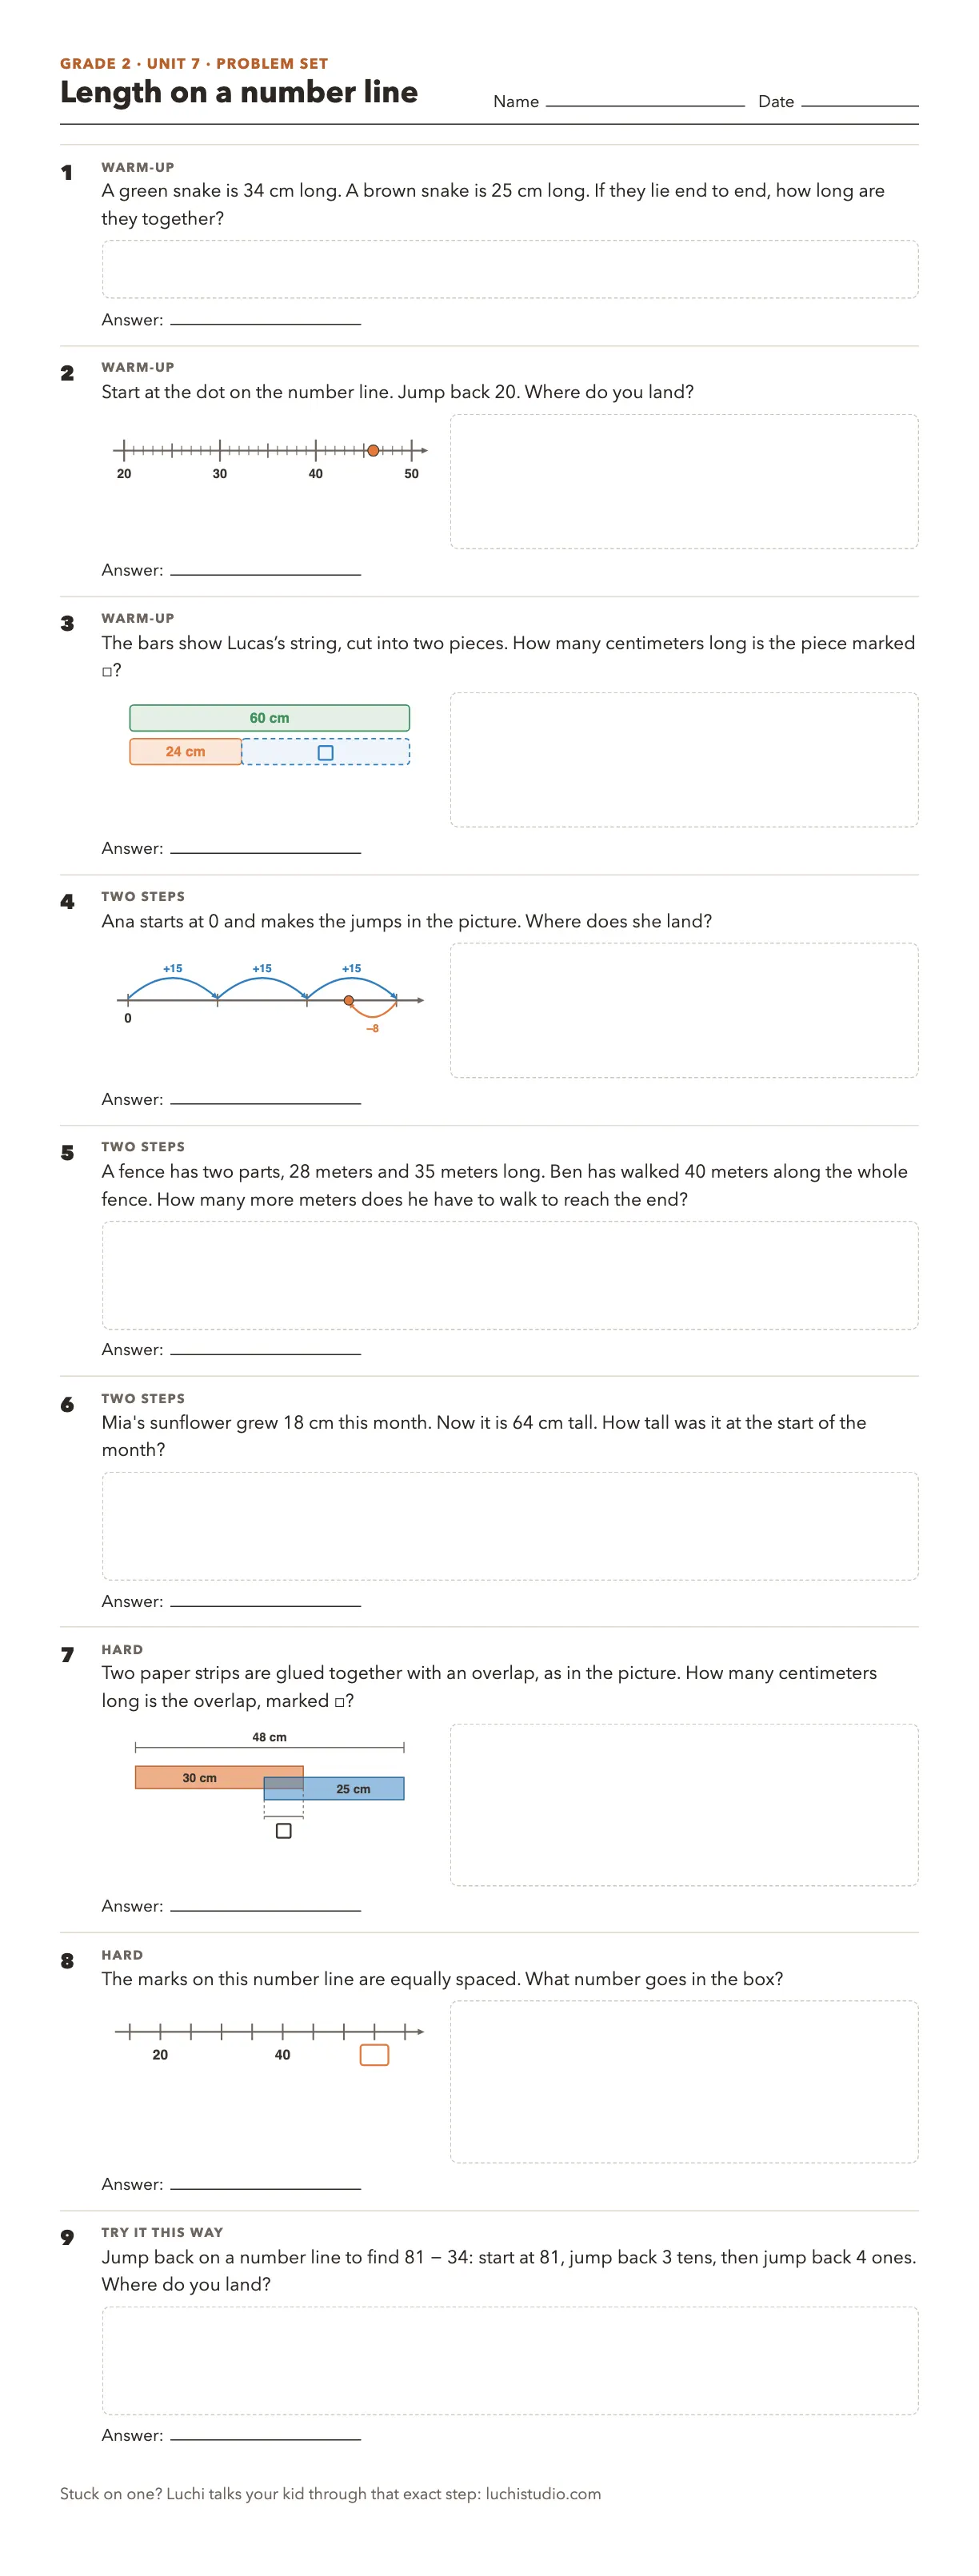 GRADE 2 · UNIT 7 · PROBLEM SET
Length on a number line
Name
Date
1
WARM-UP
A green snake is 34 cm long. A brown snake is 25 cm long. If they lie end to end, how long are
they together?
Answer:
2
WARM-UP
Start at the dot on the number line. Jump back 20. Where do you land?
20 30 40 50
Answer:
3
WARM-UP
The bars show Lucas’s string, cut into two pieces. How many centimeters long is the piece marked
□?
60 cm
24 cm □
Answer:
4
TWO STEPS
Ana starts at 0 and makes the jumps in the picture. Where does she land?
+15 +15 +15
0
−8
Answer:
5
TWO STEPS
A fence has two parts, 28 meters and 35 meters long. Ben has walked 40 meters along the whole
fence. How many more meters does he have to walk to reach the end?
Answer:
6
TWO STEPS
Mia's sunflower grew 18 cm this month. Now it is 64 cm tall. How tall was it at the start of the
month?
Answer:
7
HARD
Two paper strips are glued together with an overlap, as in the picture. How many centimeters
long is the overlap, marked □?
48 cm
30 cm
25 cm
□
Answer:
8
HARD
The marks on this number line are equally spaced. What number goes in the box?
20 40
Answer:
9
TRY IT THIS WAY
Jump back on a number line to find 81 − 34: start at 81, jump back 3 tens, then jump back 4 ones.
Where do you land?
Answer:
Stuck on one? Luchi talks your kid through that exact step: luchistudio.com